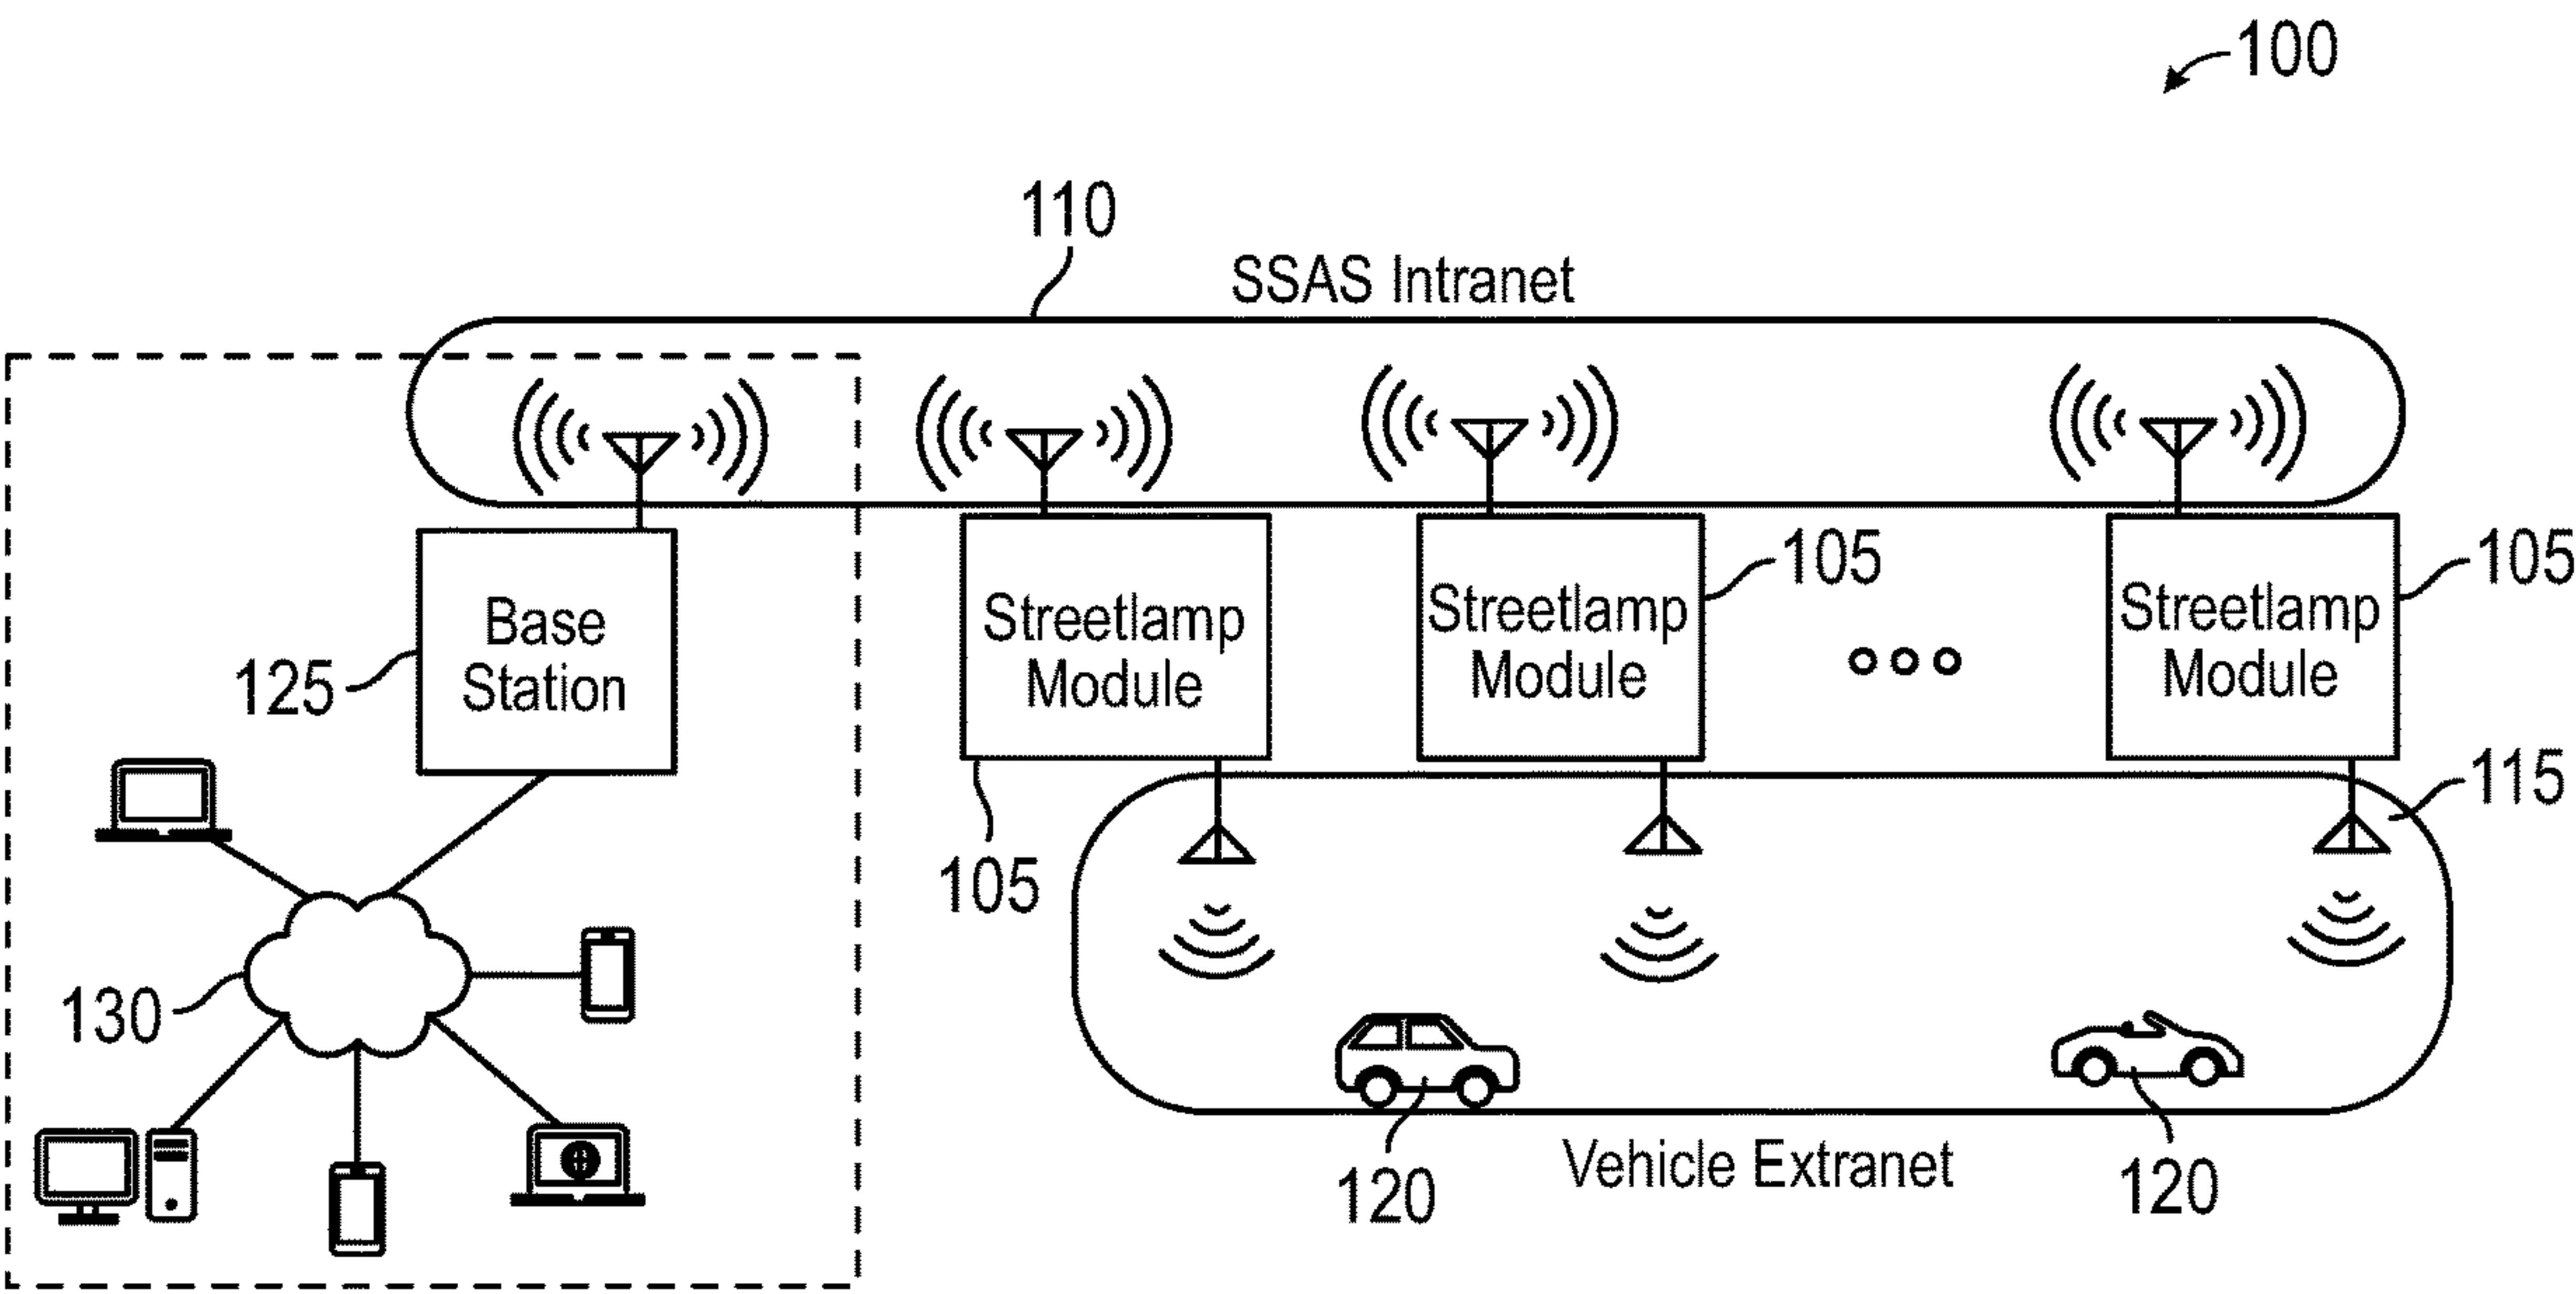 100
110
SSAS Intranet
Base
Station
125
Streetlamp
Module
105
Streetlamp
Module
105
Streetlamp
Module
105
115
130
120
Vehicle Extranet
120